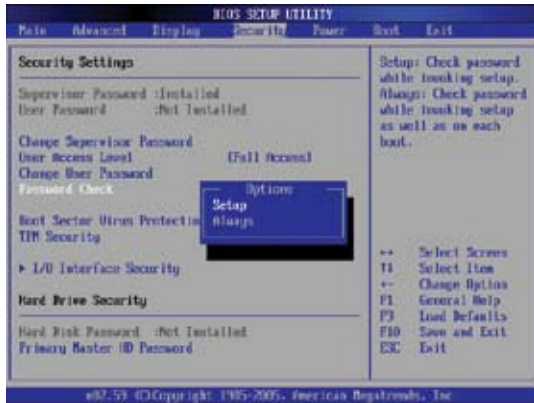 BIOS SETUP UTILITY
Main Advanced Display Security Power Boot Exit
Security Settings
Supervisor Password :Installed
User Password :Not Installed
Change Supervisor Password
User Access Level [Full Access]
Change User Password
Password Check
Boot Sector Virus Protectio
TPM Security
I/O Interface Security
Hard Drive Security
Hard Disk Password :Not Installed
Primary Master HD Password
Options
Setup
Always
Setup: Check password
while invoking setup.
Always: Check password
while invoking setup
as well as on each
boot.
Select Screen
Select Item
+- Change Option
F1 General Help
F9 Load Defaults
F10 Save and Exit
ESC Exit
v02.59 (C)Copyright 1985-2005, American Megatrends, Inc